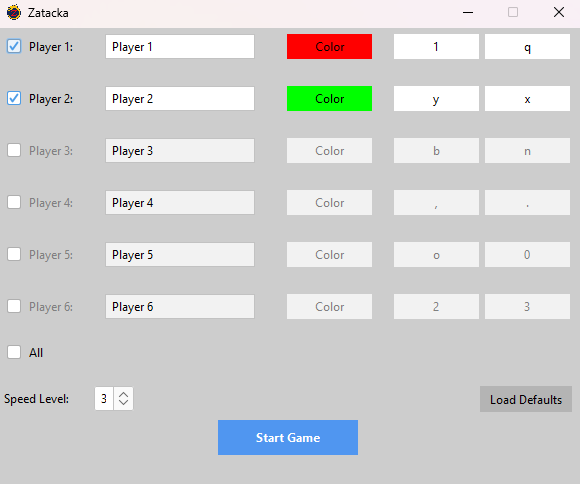 Zatacka
Player 1: Player 1 Color 1 q
Player 2: Player 2 Color y x
Player 3: Player 3 Color b n
Player 4: Player 4 Color , .
Player 5: Player 5 Color o 0
Player 6: Player 6 Color 2 3
All
Speed Level: 3 Load Defaults
Start Game